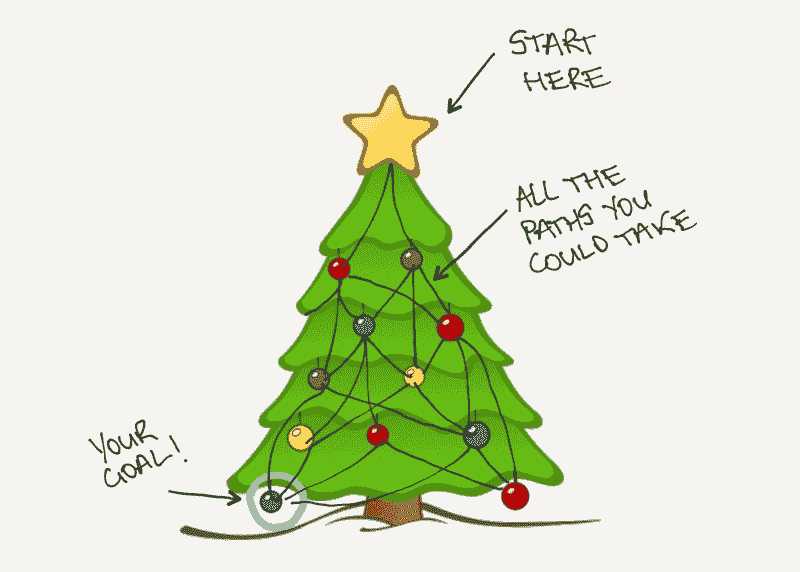 START
HERE
ALL THE
PATHS YOU
COULD TAKE
YOUR
GOAL!